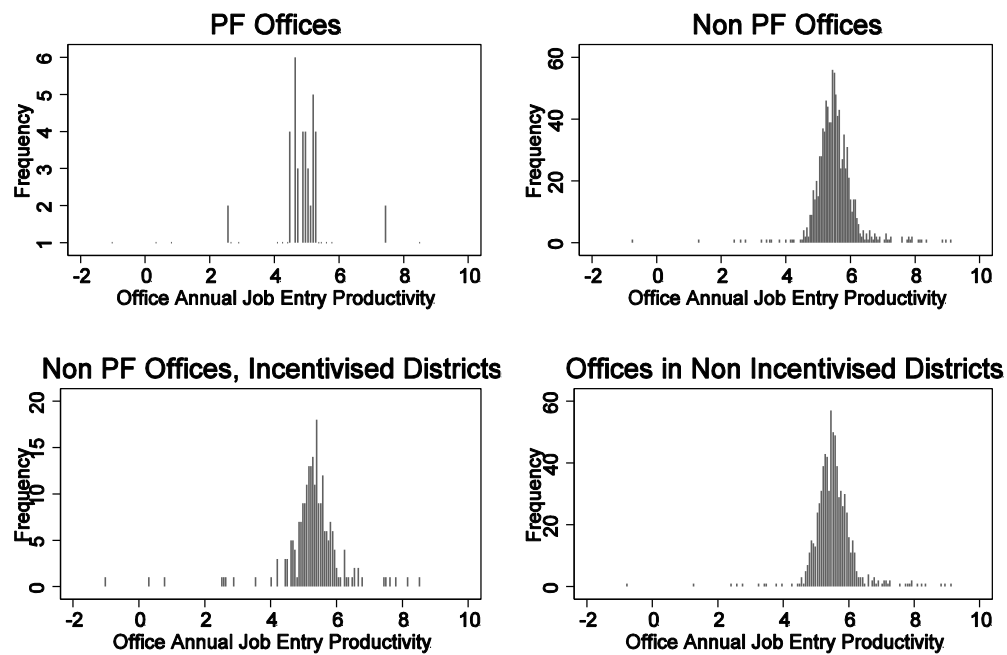 PF Offices
Frequency
6
5
4
3
2
1
-2 0 2 4 6 8 10
Office Annual Job Entry Productivity
Non PF Offices
Frequency
60
40
20
0
-2 0 2 4 6 8 10
Office Annual Job Entry Productivity
Non PF Offices, Incentivised Districts
Frequency
20
15
10
5
0
-2 0 2 4 6 8 10
Office Annual Job Entry Productivity
Offices in Non Incentivised Districts
Frequency
60
40
20
0
-2 0 2 4 6 8 10
Office Annual Job Entry Productivity